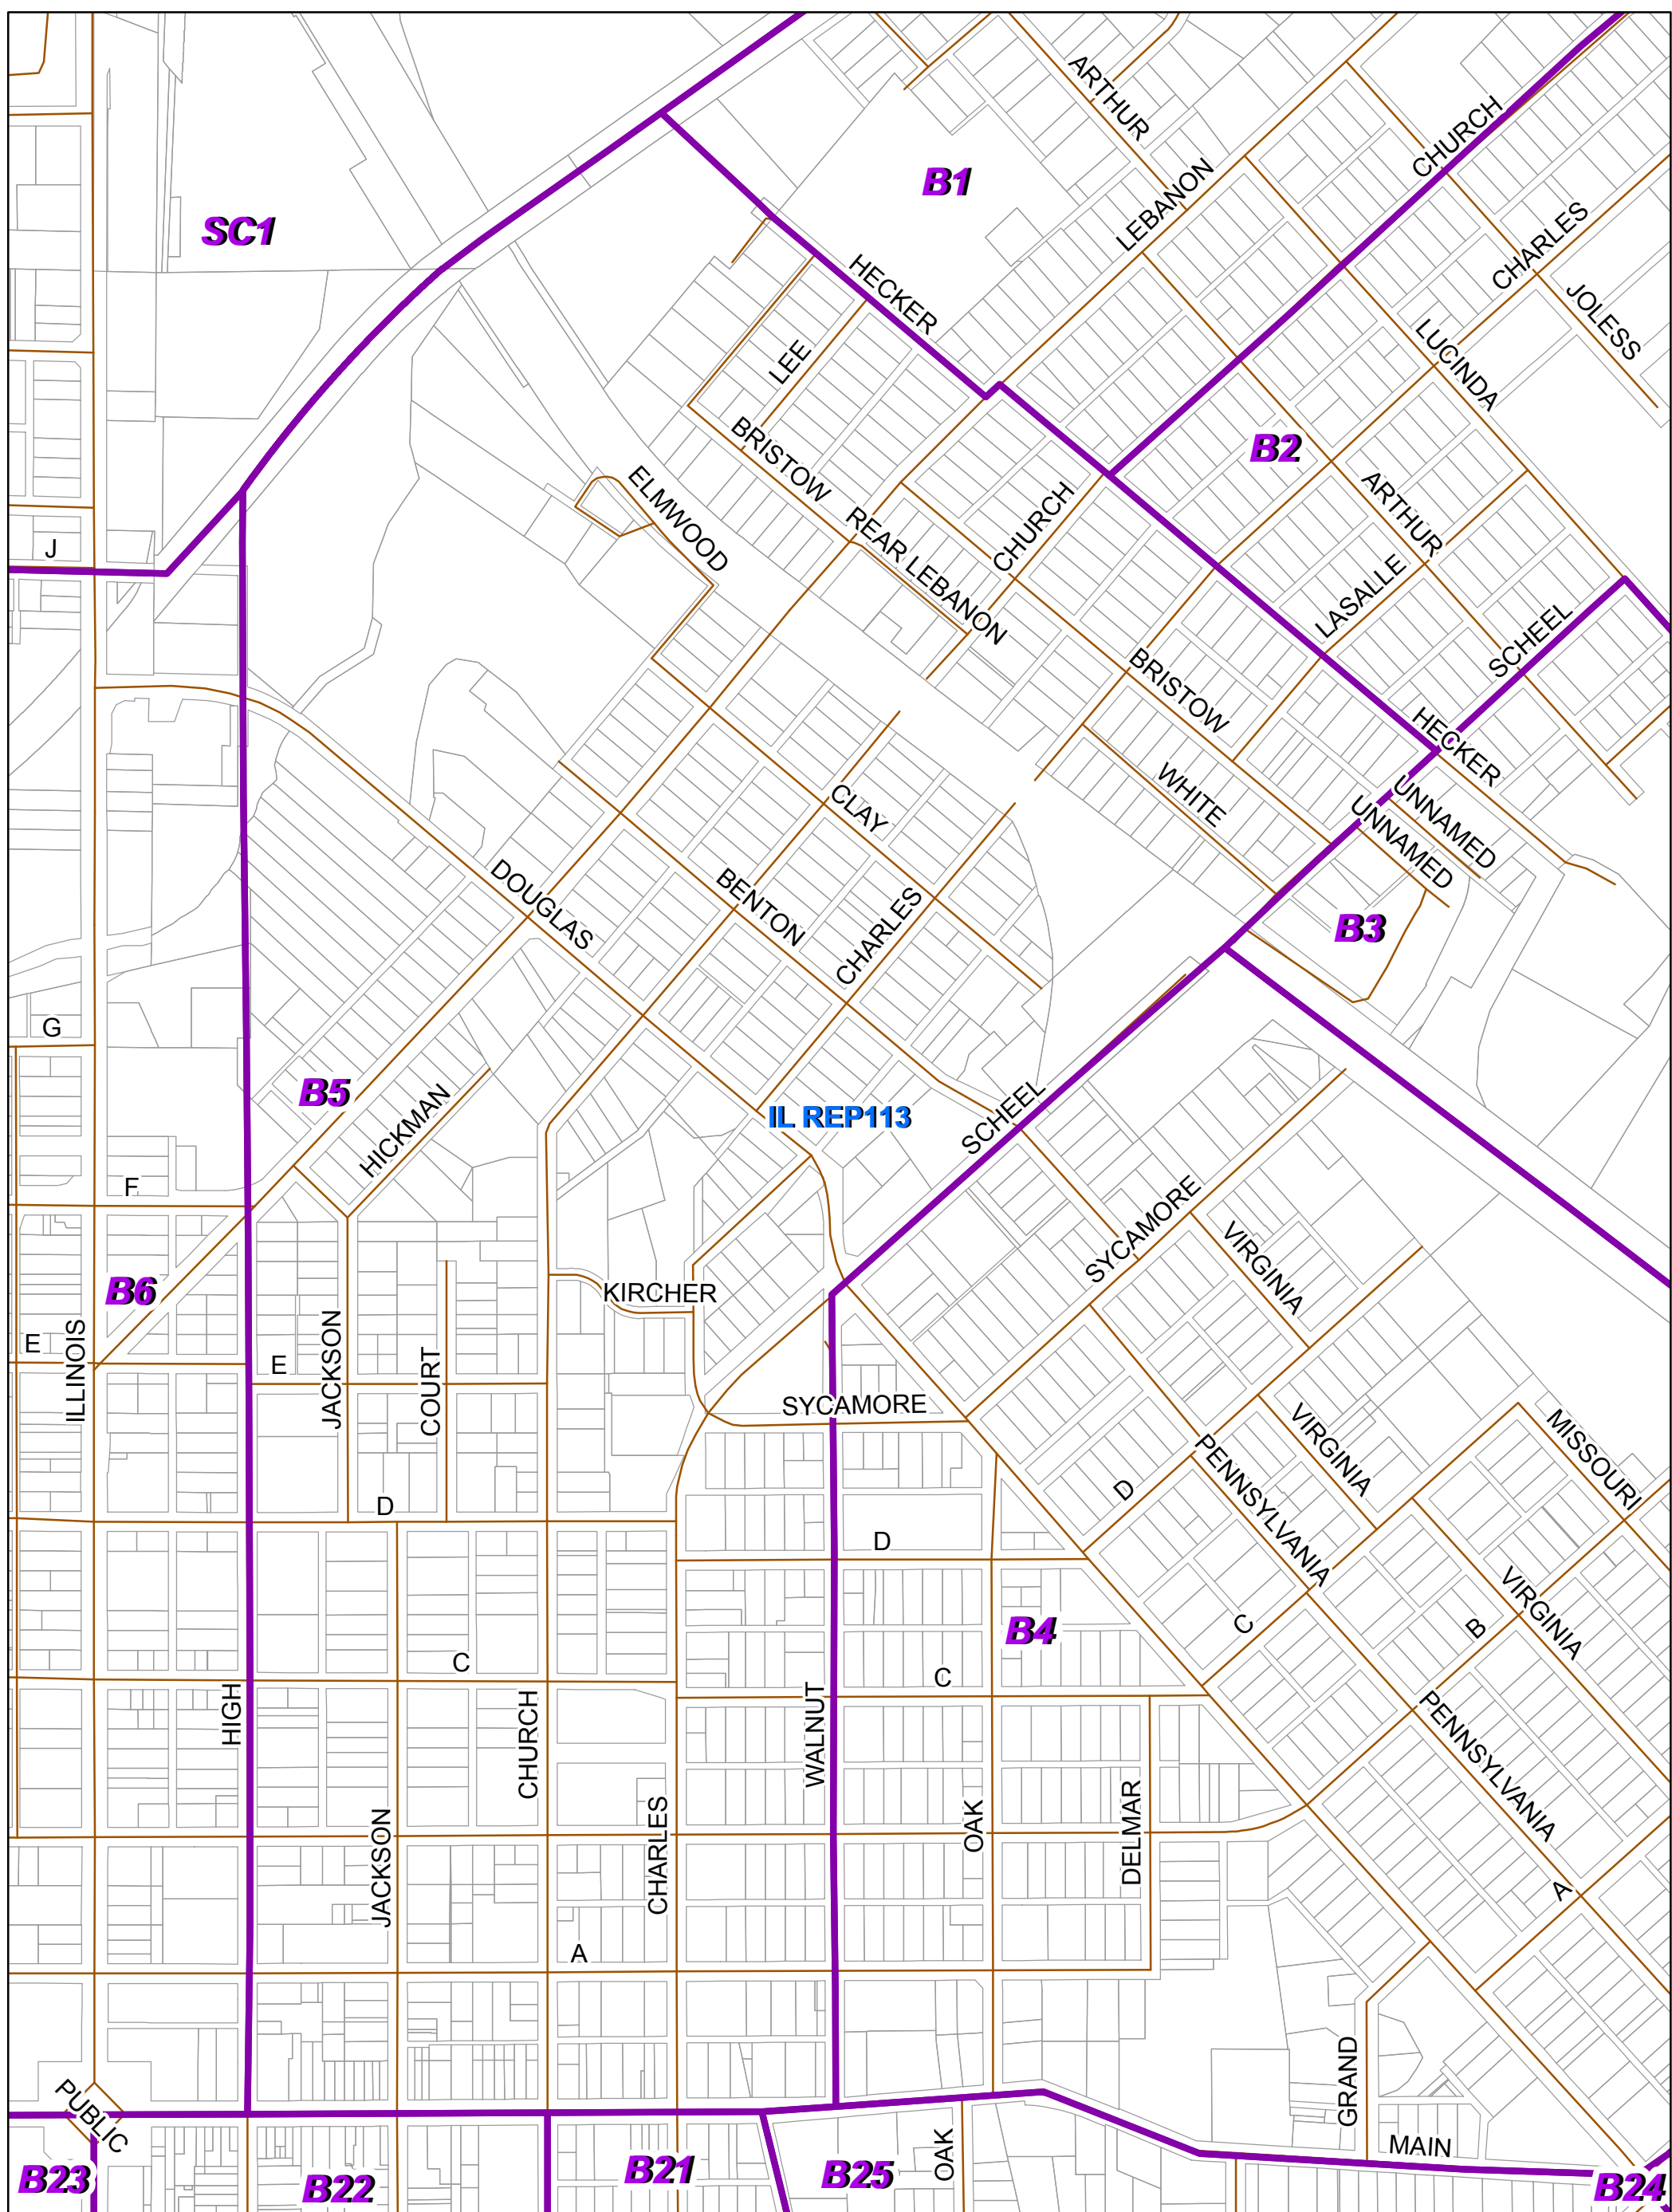 ARTHUR
CHURCH
B1
LEBANON
SC1
CHARLES
HECKER
JOLESS
LEE
LUCINDA
BRISTOW
B2
ELMWOOD
ARTHUR
CHURCH
REAR LEBANON
J
LASALLE
SCHEEL
BRISTOW
HECKER
WHITE
CLAY
UNNAMED
UNNAMED
DOUGLAS
BENTON
CHARLES
B3
G
B5
IL REP113
SCHEEL
HICKMAN
F
SYCAMORE
VIRGINIA
B6
KIRCHER
E
ILLINOIS
E
JACKSON
COURT
SYCAMORE
VIRGINIA
MISSOURI
PENNSYLVANIA
D
D
D
B4
C
B
VIRGINIA
C
C
HIGH
CHURCH
WALNUT
PENNSYLVANIA
JACKSON
CHARLES
OAK
DELMAR
A
A
PUBLIC
GRAND
MAIN
OAK
B23
B22
B21
B25
B24